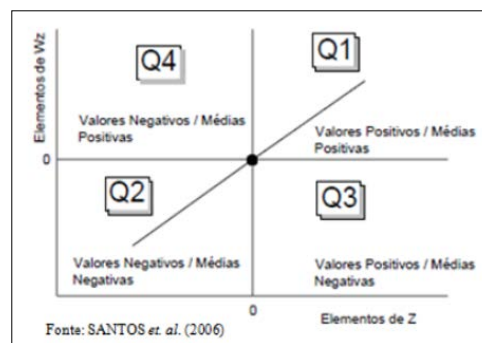 Elementos de Wz
Q4
Q1
Valores Negativos / Médias
Positivas
Valores Positivos / Médias
Positivas
0
Q2
Q3
Valores Negativos / Médias
Negativas
Valores Positivos / Médias
Negativas
0
Fonte: SANTOS et. al. (2006)
Elementos de Z